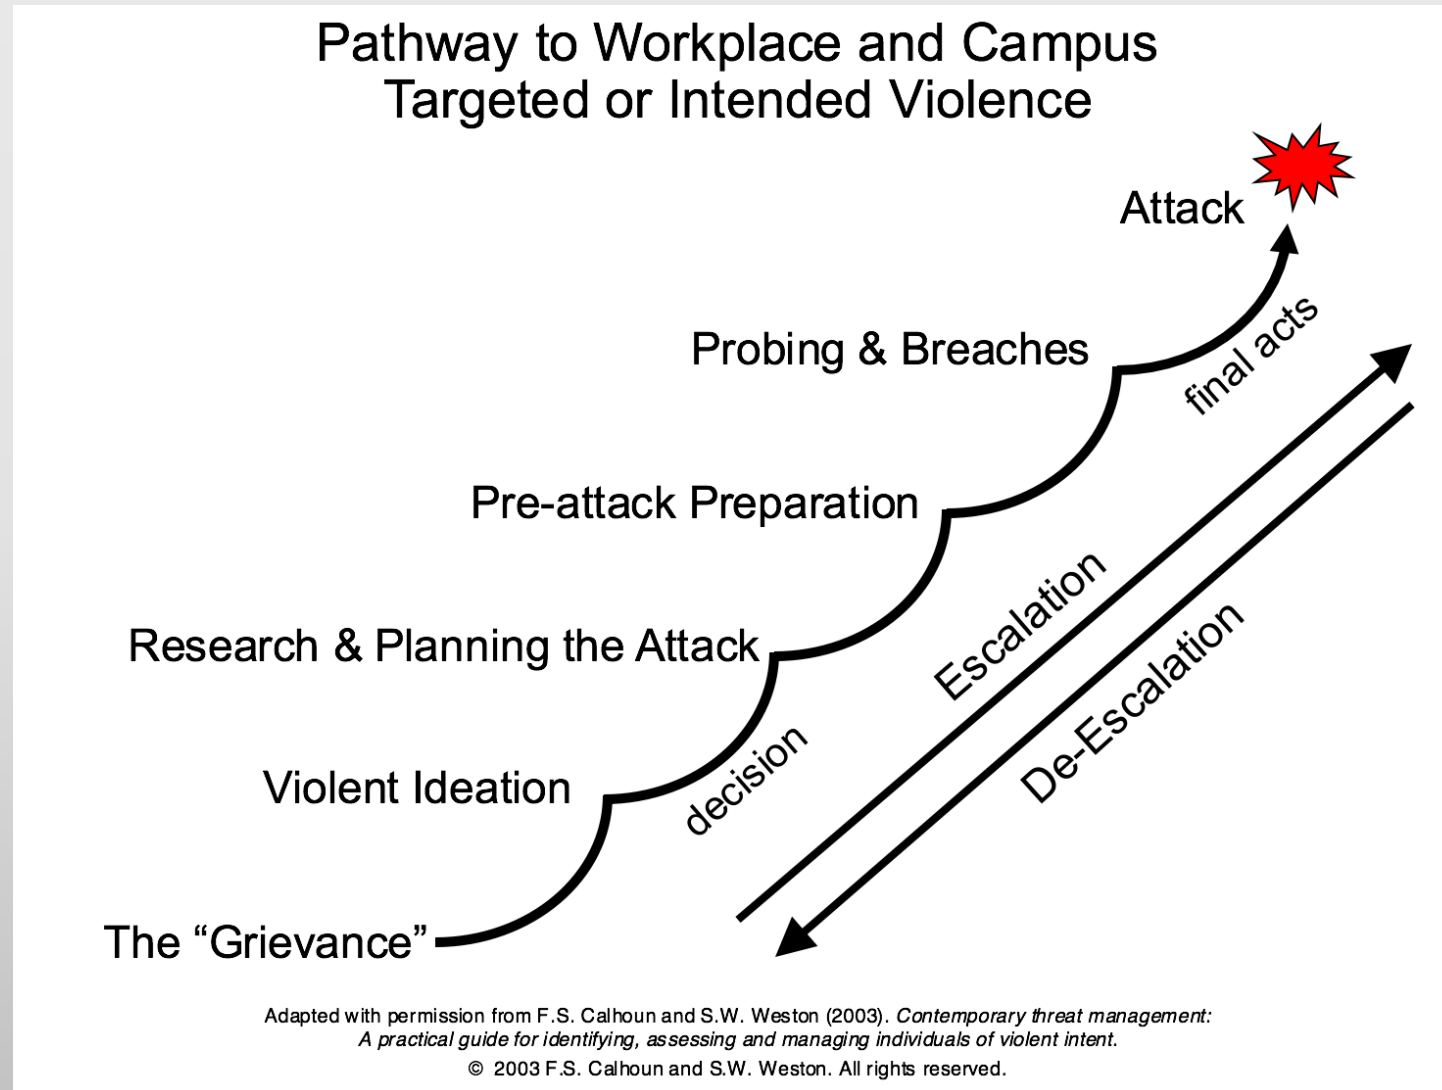 Pathway to Workplace and Campus
Targeted or Intended Violence
Attack
final acts
Probing & Breaches
Pre-attack Preparation
Escalation
De-Escalation
Research & Planning the Attack
decision
Violent Ideation
The “Grievance”
Adapted with permission from F.S. Calhoun and S.W. Weston (2003). Contemporary threat management:
A practical guide for identifying, assessing and managing individuals of violent intent.
© 2003 F.S. Calhoun and S.W. Weston. All rights reserved.